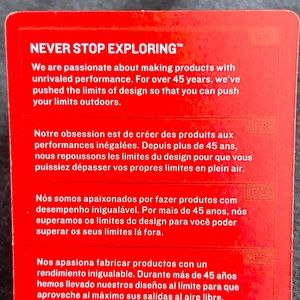 NEVER STOP EXPLORING™
We are passionate about making products with
unrivaled performance. For over 45 years, we've
pushed the limits of design so that you can push
your limits outdoors.
Notre obsession est de créer des produits aux
performances inégalées. Depuis plus de 45 ans,
nous repoussons les limites du design pour que vous
puissiez dépasser vos propres limites en plein air.
Nós somos apaixonados por fazer produtos com
desempenho inigualável. Por mais de 45 anos, nós
superamos os limites do design para você poder
superar os seus limites lá fora.
Nos apasiona fabricar productos con un
rendimiento inigualable. Durante más de 45 años
hemos llevado nuestros diseños al límite para que
aproveche al máximo sus salidas al aire libre.